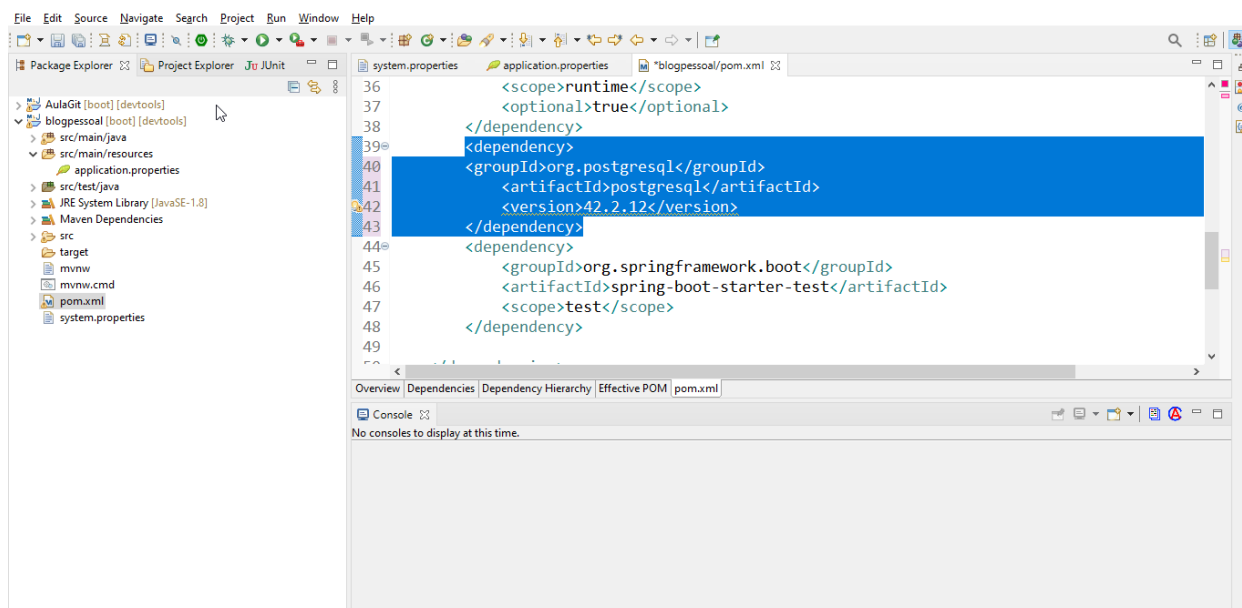 File Edit Source Navigate Search Project Run Window Help
Package Explorer Project Explorer JUnit
AulaGit [boot] [devtools]
blogpessoal [boot] [devtools]
src/main/java
src/main/resources
application.properties
src/test/java
JRE System Library [JavaSE-1.8]
Maven Dependencies
src
target
mvnw
mvnw.cmd
pom.xml
system.properties
system.properties application.properties *blogpessoal/pom.xml
36 <scope>runtime</scope>
37 <optional>true</optional>
38 </dependency>
39 <dependency>
40 <groupId>org.postgresql</groupId>
41 <artifactId>postgresql</artifactId>
42 <version>42.2.12</version>
43 </dependency>
44 <dependency>
45 <groupId>org.springframework.boot</groupId>
46 <artifactId>spring-boot-starter-test</artifactId>
47 <scope>test</scope>
48 </dependency>
49
Overview Dependencies Dependency Hierarchy Effective POM pom.xml
Console
No consoles to display at this time.